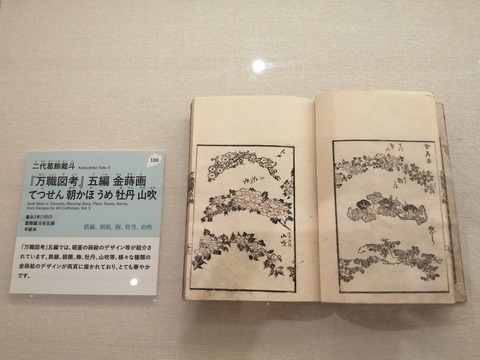 106
二代葛飾戴斗 Katsushika Taito II
『万職図考』五編 金蒔画
てつせん 朝かほ うめ 牡丹 山吹
Gold Maki-e: Clematis, Morning Glory, Plum, Peony, Kerria,
from Designs for All Craftsmen, Vol. 5
嘉永3年(1850)
葛飾戴斗先生画
半紙本
鉄線, 朝顔, 梅, 牡丹, 山吹
『万職図考』五編では、硯蓋の蒔絵のデザイン等が紹介さ
れています。鉄線、朝顔、梅、牡丹、山吹等、様々な種類の
金蒔絵のデザインが両頁に描かれており、とても華やか
です。